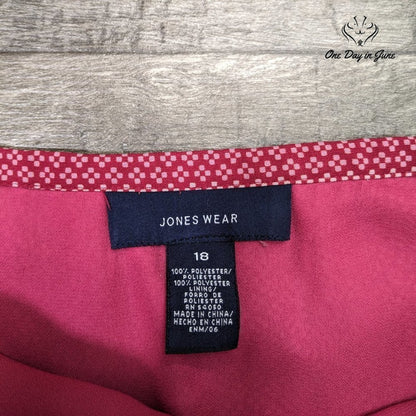 One Day in June
JONES WEAR
18
100% POLYESTER/
POLIESTER
100% POLYESTER
LINING/
FORRO DE
POLIESTER
RN 54050
MADE IN CHINA/
HECHO EN CHINA
ENM/06